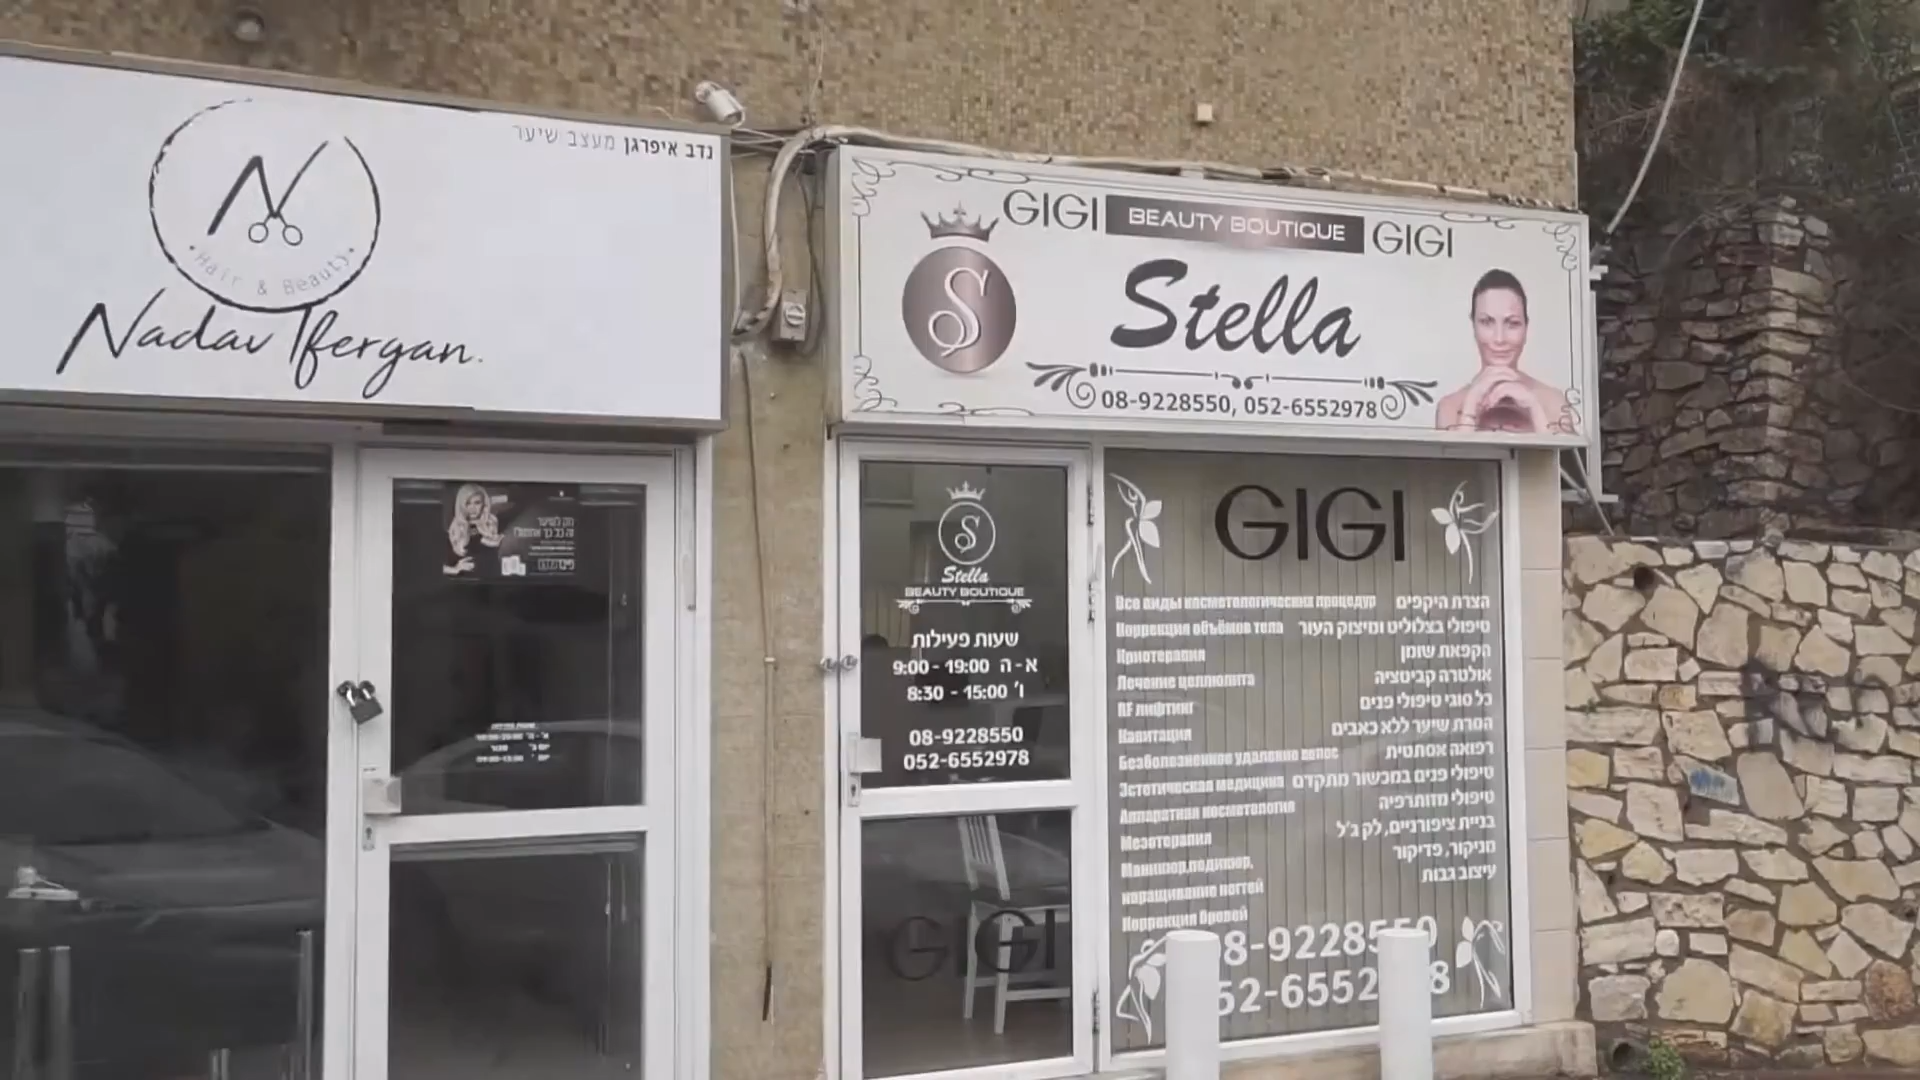 נדב איפרגן מעצב שיער
N
Hair & Beauty
Nadav Ifergan.
GIGI BEAUTY BOUTIQUE GIGI
S
Stella
08-9228550, 052-6552978
S
Stella
BEAUTY BOUTIQUE
שעות פעילות
א - ה 9:00 - 19:00
ו' 8:30 - 15:00
08-9228550
052-6552978
GIGI
GIGI
Все виды косметологических процедур
Коррекция объёмов тела
Криотерапия
Лечение целлюлита
RF лифтинг
Кавитация
Безболезненное удаление волос
Эстетическая медицина
Аппаратная косметология
Мезотерапия
Маникюр, педикюр,
наращивание ногтей
Коррекция бровей
הצרת היקפים
טיפולי בצלוליט ומיצוק העור
הקפאת שומן
אולטרה קביטציה
כל סוגי טיפולי פנים
הסרת שיער ללא כאבים
רפואה אסתטית
טיפולי פנים במכשור מתקדם
טיפולי מזותרפיה
בניית ציפורניים, לק ג'ל
מניקור, פדיקור
עיצוב גבות
08-9228550
052-6552978